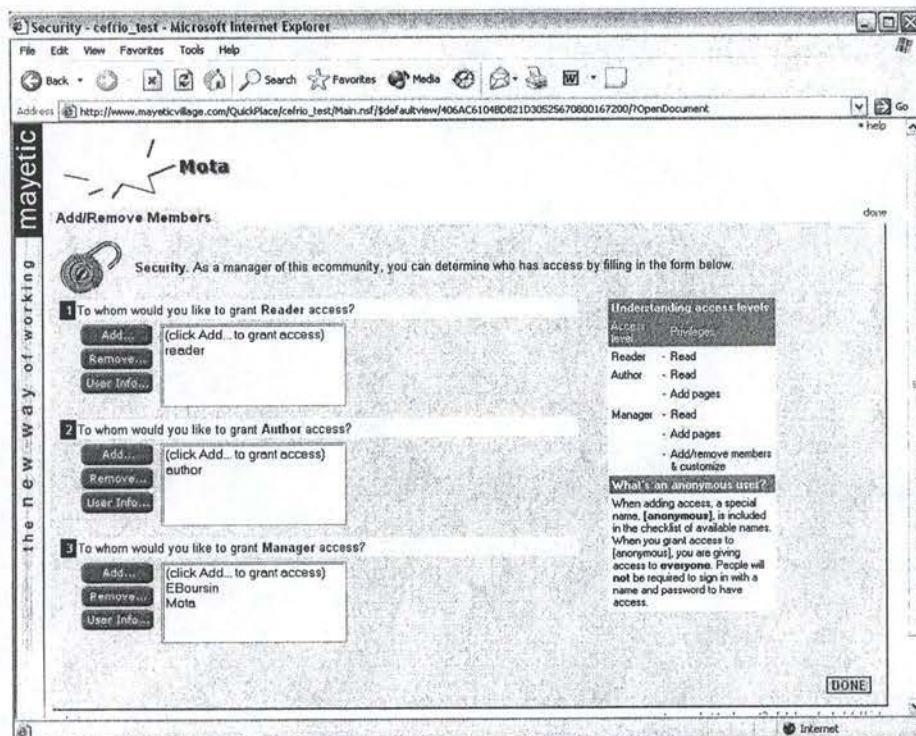 Security - cefrio_test - Microsoft Internet Explorer
File Edit View Favorites Tools Help
Back Search Favorites Media
Address http://www.mayeticvillage.com/QuickPlace/cefrio_test/Main.nsf/$defaultview/406AC6104BD821D30525670800167200/?OpenDocument Go
help
mayetic
the new way of working
Mota
Add/Remove Members
done
Security. As a manager of this ecommunity, you can determine who has access by filling in the form below.
1 To whom would you like to grant Reader access?
Add...
Remove...
User Info...
(click Add... to grant access)
reader
2 To whom would you like to grant Author access?
Add...
Remove...
User Info...
(click Add... to grant access)
author
3 To whom would you like to grant Manager access?
Add...
Remove...
User Info...
(click Add... to grant access)
EBoursin
Mota
Understanding access levels
Access level Privileges
Reader - Read
Author - Read
- Add pages
Manager - Read
- Add pages
- Add/remove members
& customize
What's an anonymous user?
When adding access, a special
name, [anonymous], is included
in the checklist of available names.
When you grant access to
[anonymous], you are giving
access to everyone. People will
not be required to sign in with a
name and password to have
access.
DONE
Internet